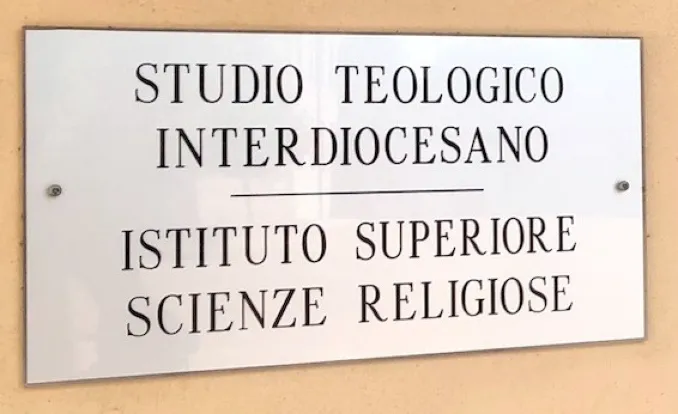 STUDIO TEOLOGICO
INTERDIOCESANO
ISTITUTO SUPERIORE
SCIENZE RELIGIOSE